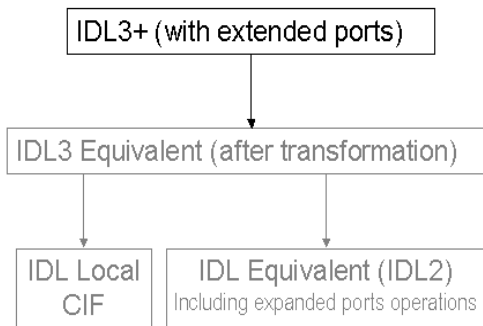 IDL3+ (with extended ports)
IDL3 Equivalent (after transformation)
IDL Local
CIF
IDL Equivalent (IDL2)
Including expanded ports operations